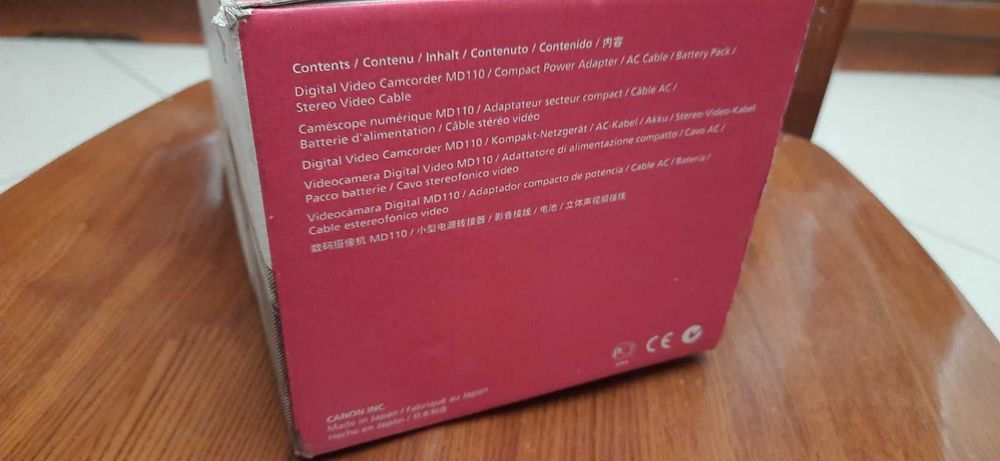 Contents / Contenu / Inhalt / Contenuto / Contenido / 内容
Digital Video Camcorder MD110 / Compact Power Adapter / AC Cable / Battery Pack /
Stereo Video Cable
Caméscope numérique MD110 / Adaptateur secteur compact / Câble AC /
Batterie d'alimentation / Câble stéréo vidéo
Digital Video Camcorder MD110 / Kompakt-Netzgerät / AC-Kabel / Akku / Stereo-Video-Kabel
Videocamera Digital Video MD110 / Adattatore di alimentazione compatto / Cavo AC /
Pacco batterie / Cavo stereofonico video
Videocámara Digital MD110 / Adaptador compacto de potencia / Cable AC / Batería /
Cable estereofónico video
数码摄像机 MD110 / 小型电源转接器 / 影音接线 / 电池 / 立体声视频接线
CE
CANON INC.
Made in Japan / Fabriqué au Japon
Hecho en Japón / 日本制造